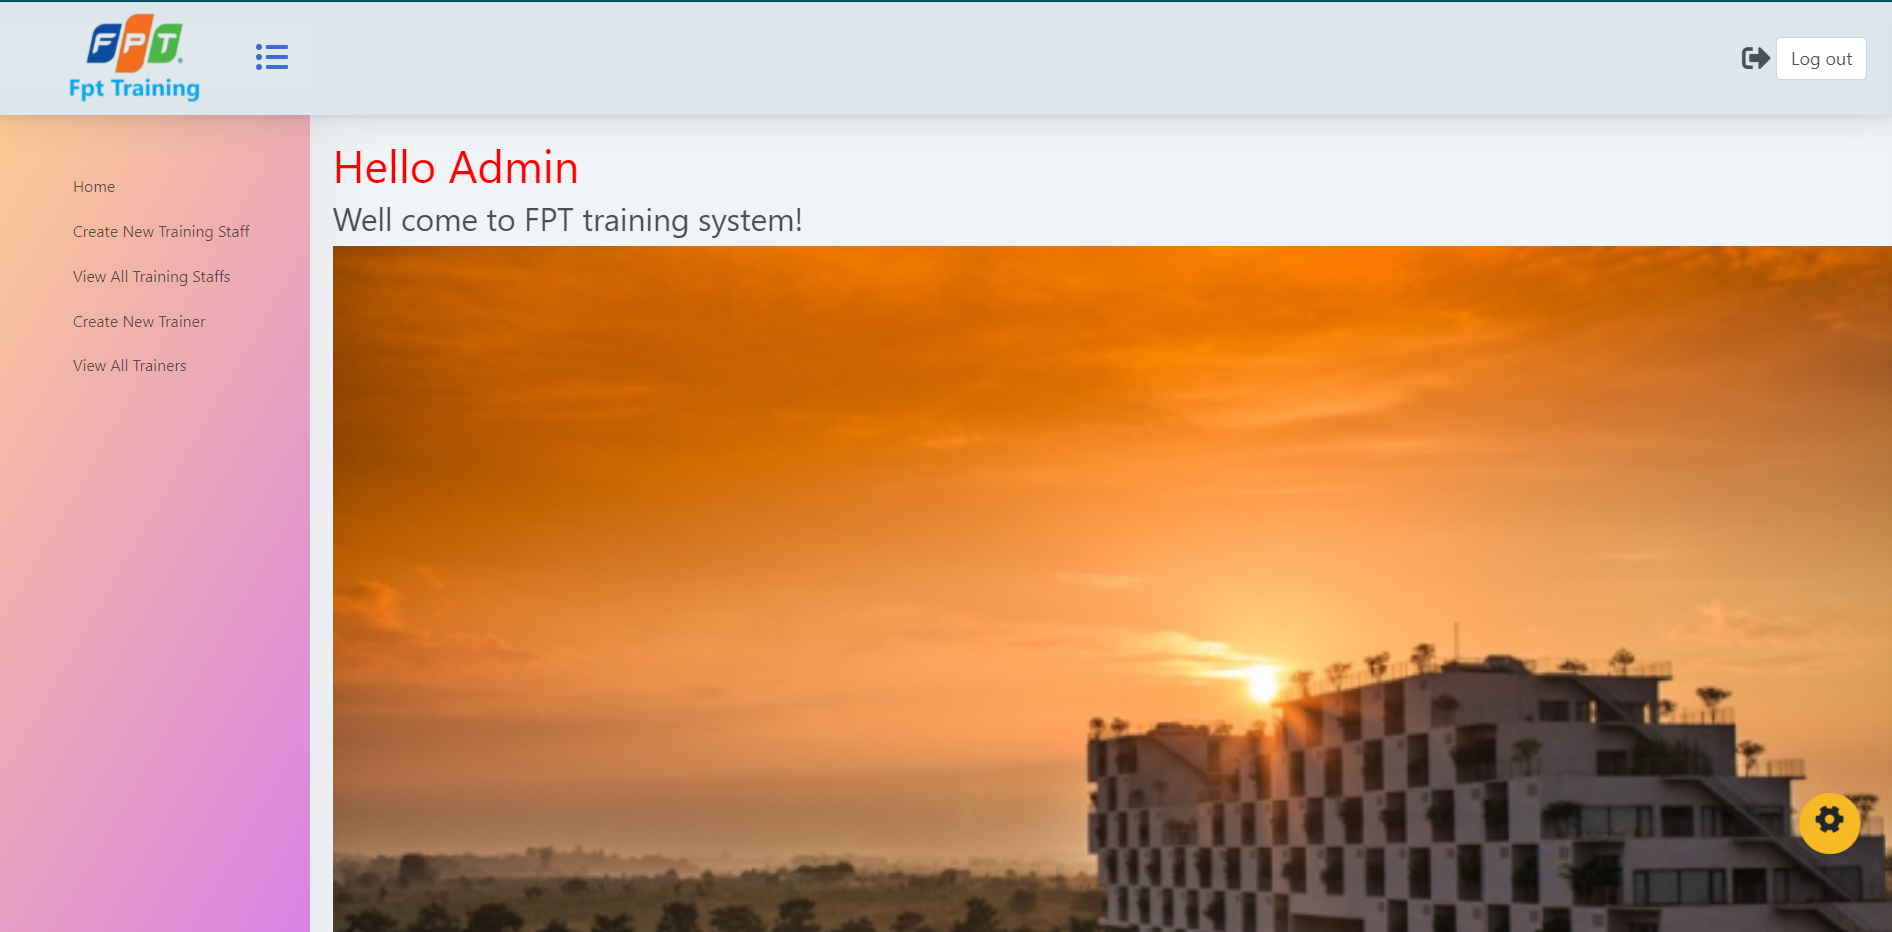 FPT
Fpt Training
Log out
Home
Create New Training Staff
View All Training Staffs
Create New Trainer
View All Trainers
Hello Admin
Well come to FPT training system!